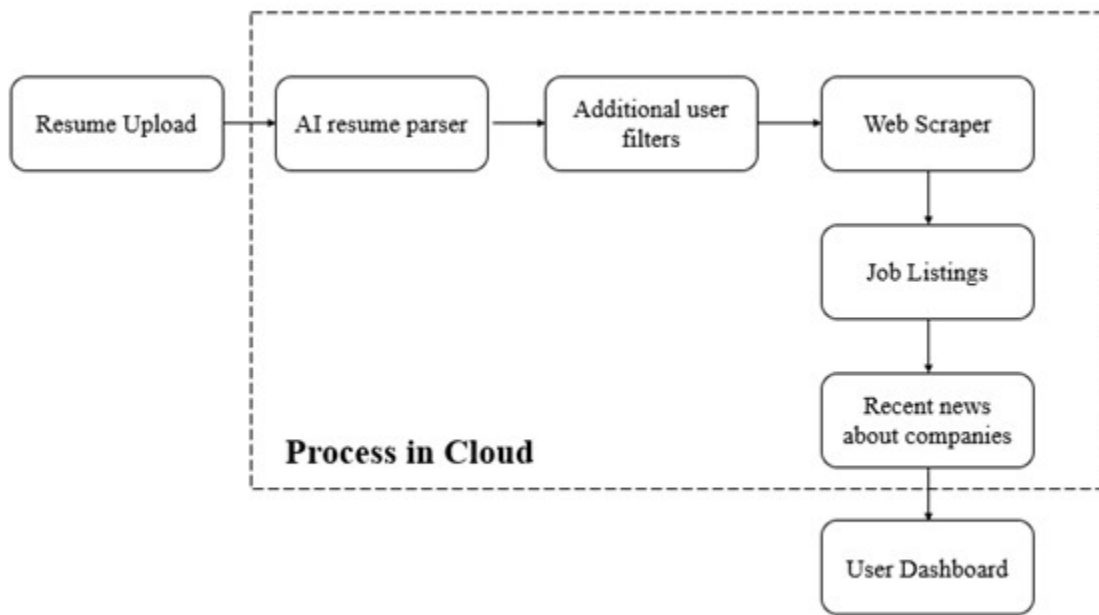 Resume Upload
AI resume parser
Additional user
filters
Web Scraper
Job Listings
Recent news
about companies
Process in Cloud
User Dashboard